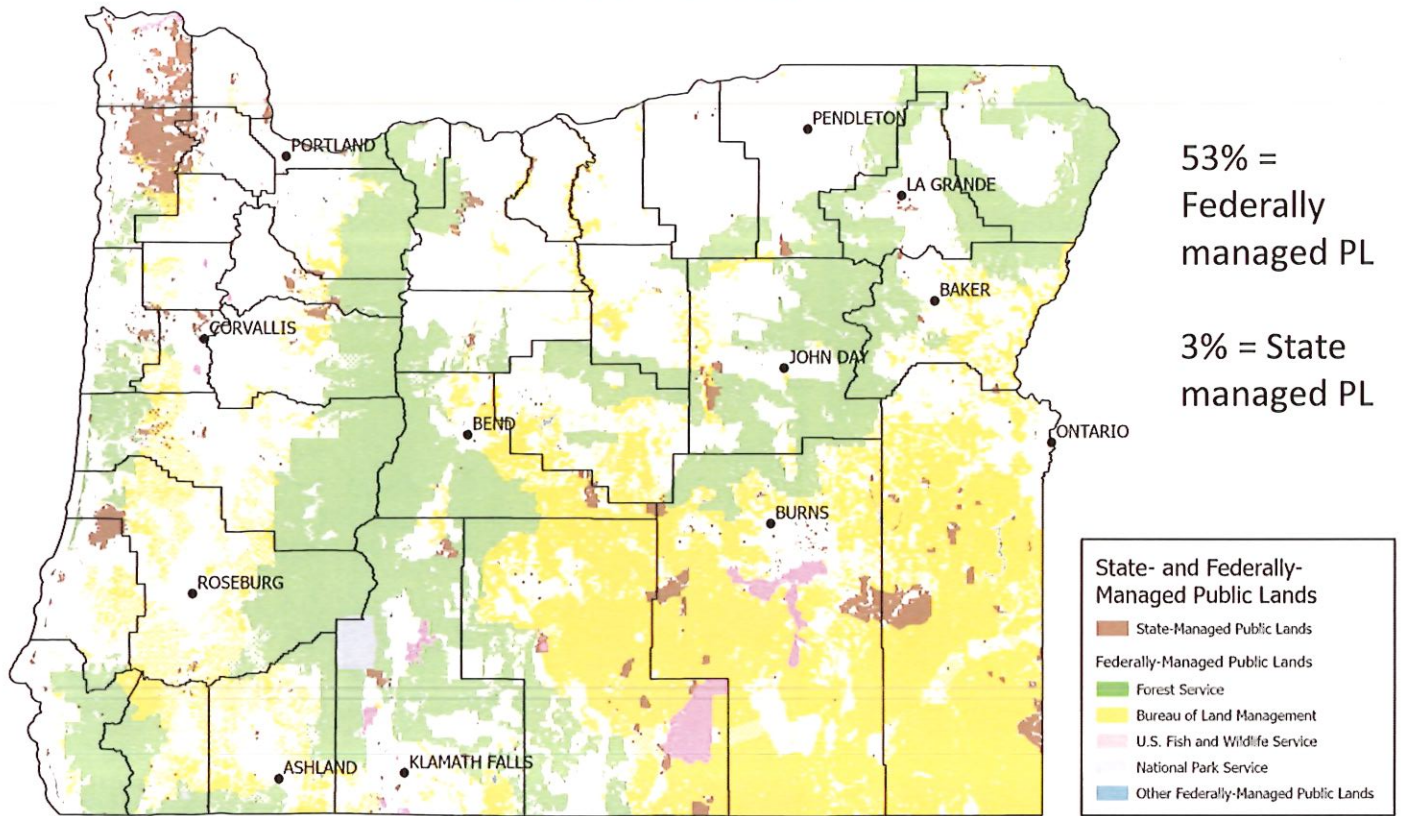 PORTLAND
PENDLETON
LA GRANDE
BAKER
CORVALLIS
JOHN DAY
BEND
ONTARIO
BURNS
ROSEBURG
ASHLAND
KLAMATH FALLS
53% =
Federally
managed PL
3% = State
managed PL
State- and Federally-
Managed Public Lands
State-Managed Public Lands
Federally-Managed Public Lands
Forest Service
Bureau of Land Management
U.S. Fish and Wildlife Service
National Park Service
Other Federally-Managed Public Lands